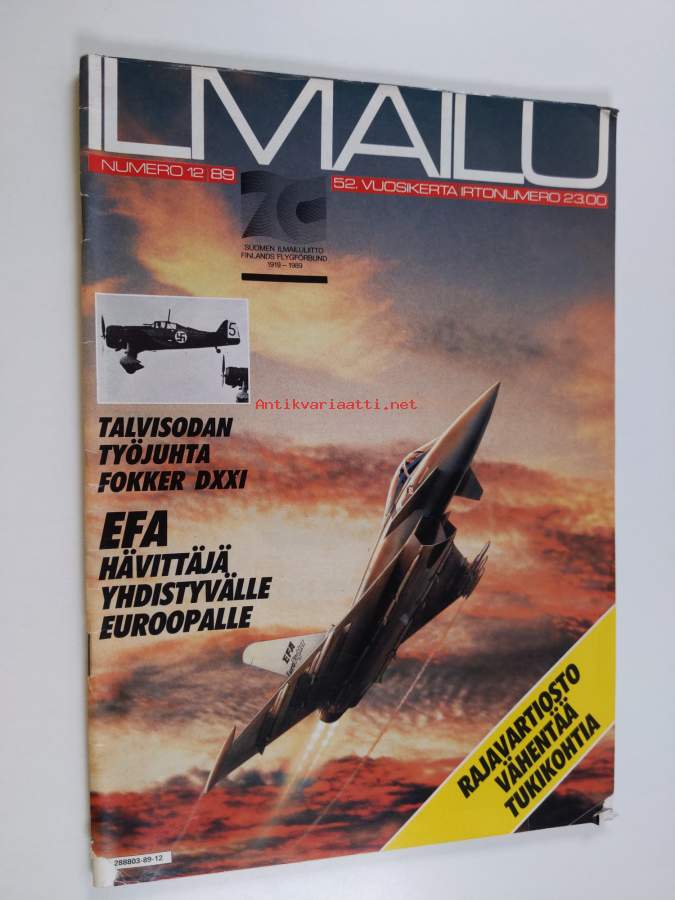 ILMAILU
NUMERO 12 | 89
52. VUOSIKERTA IRTONUMERO 23.00
70
SUOMEN ILMAILULIITTO
FINLANDS FLYGFÖRBUND
1919 – 1989
5
Antikvariaatti.net
TALVISODAN
TYÖJUHTA
FOKKER DXXI
EFA
HÄVITTÄJÄ
YHDISTYVÄLLE
EUROOPALLE
EFA
RAJAVARTIOSTO
VÄHENTÄÄ
TUKIKOHTIA
288803-89-12